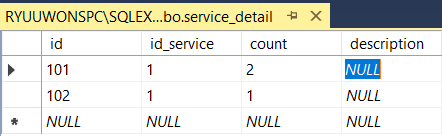 RYUUWONSPC\SQLEX...bo.service_detail
id id_service count description
101 1 2 NULL
102 1 1 NULL
NULL NULL NULL NULL